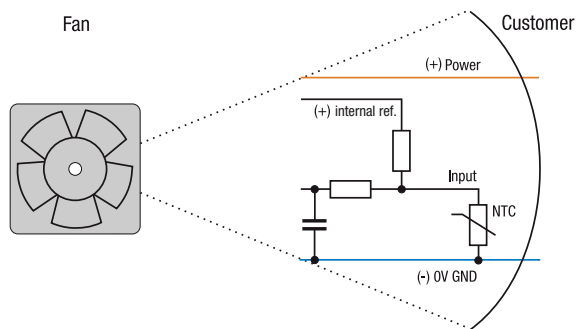 Fan
Customer
(+) Power
(+) internal ref.
Input
NTC
(-) 0V GND